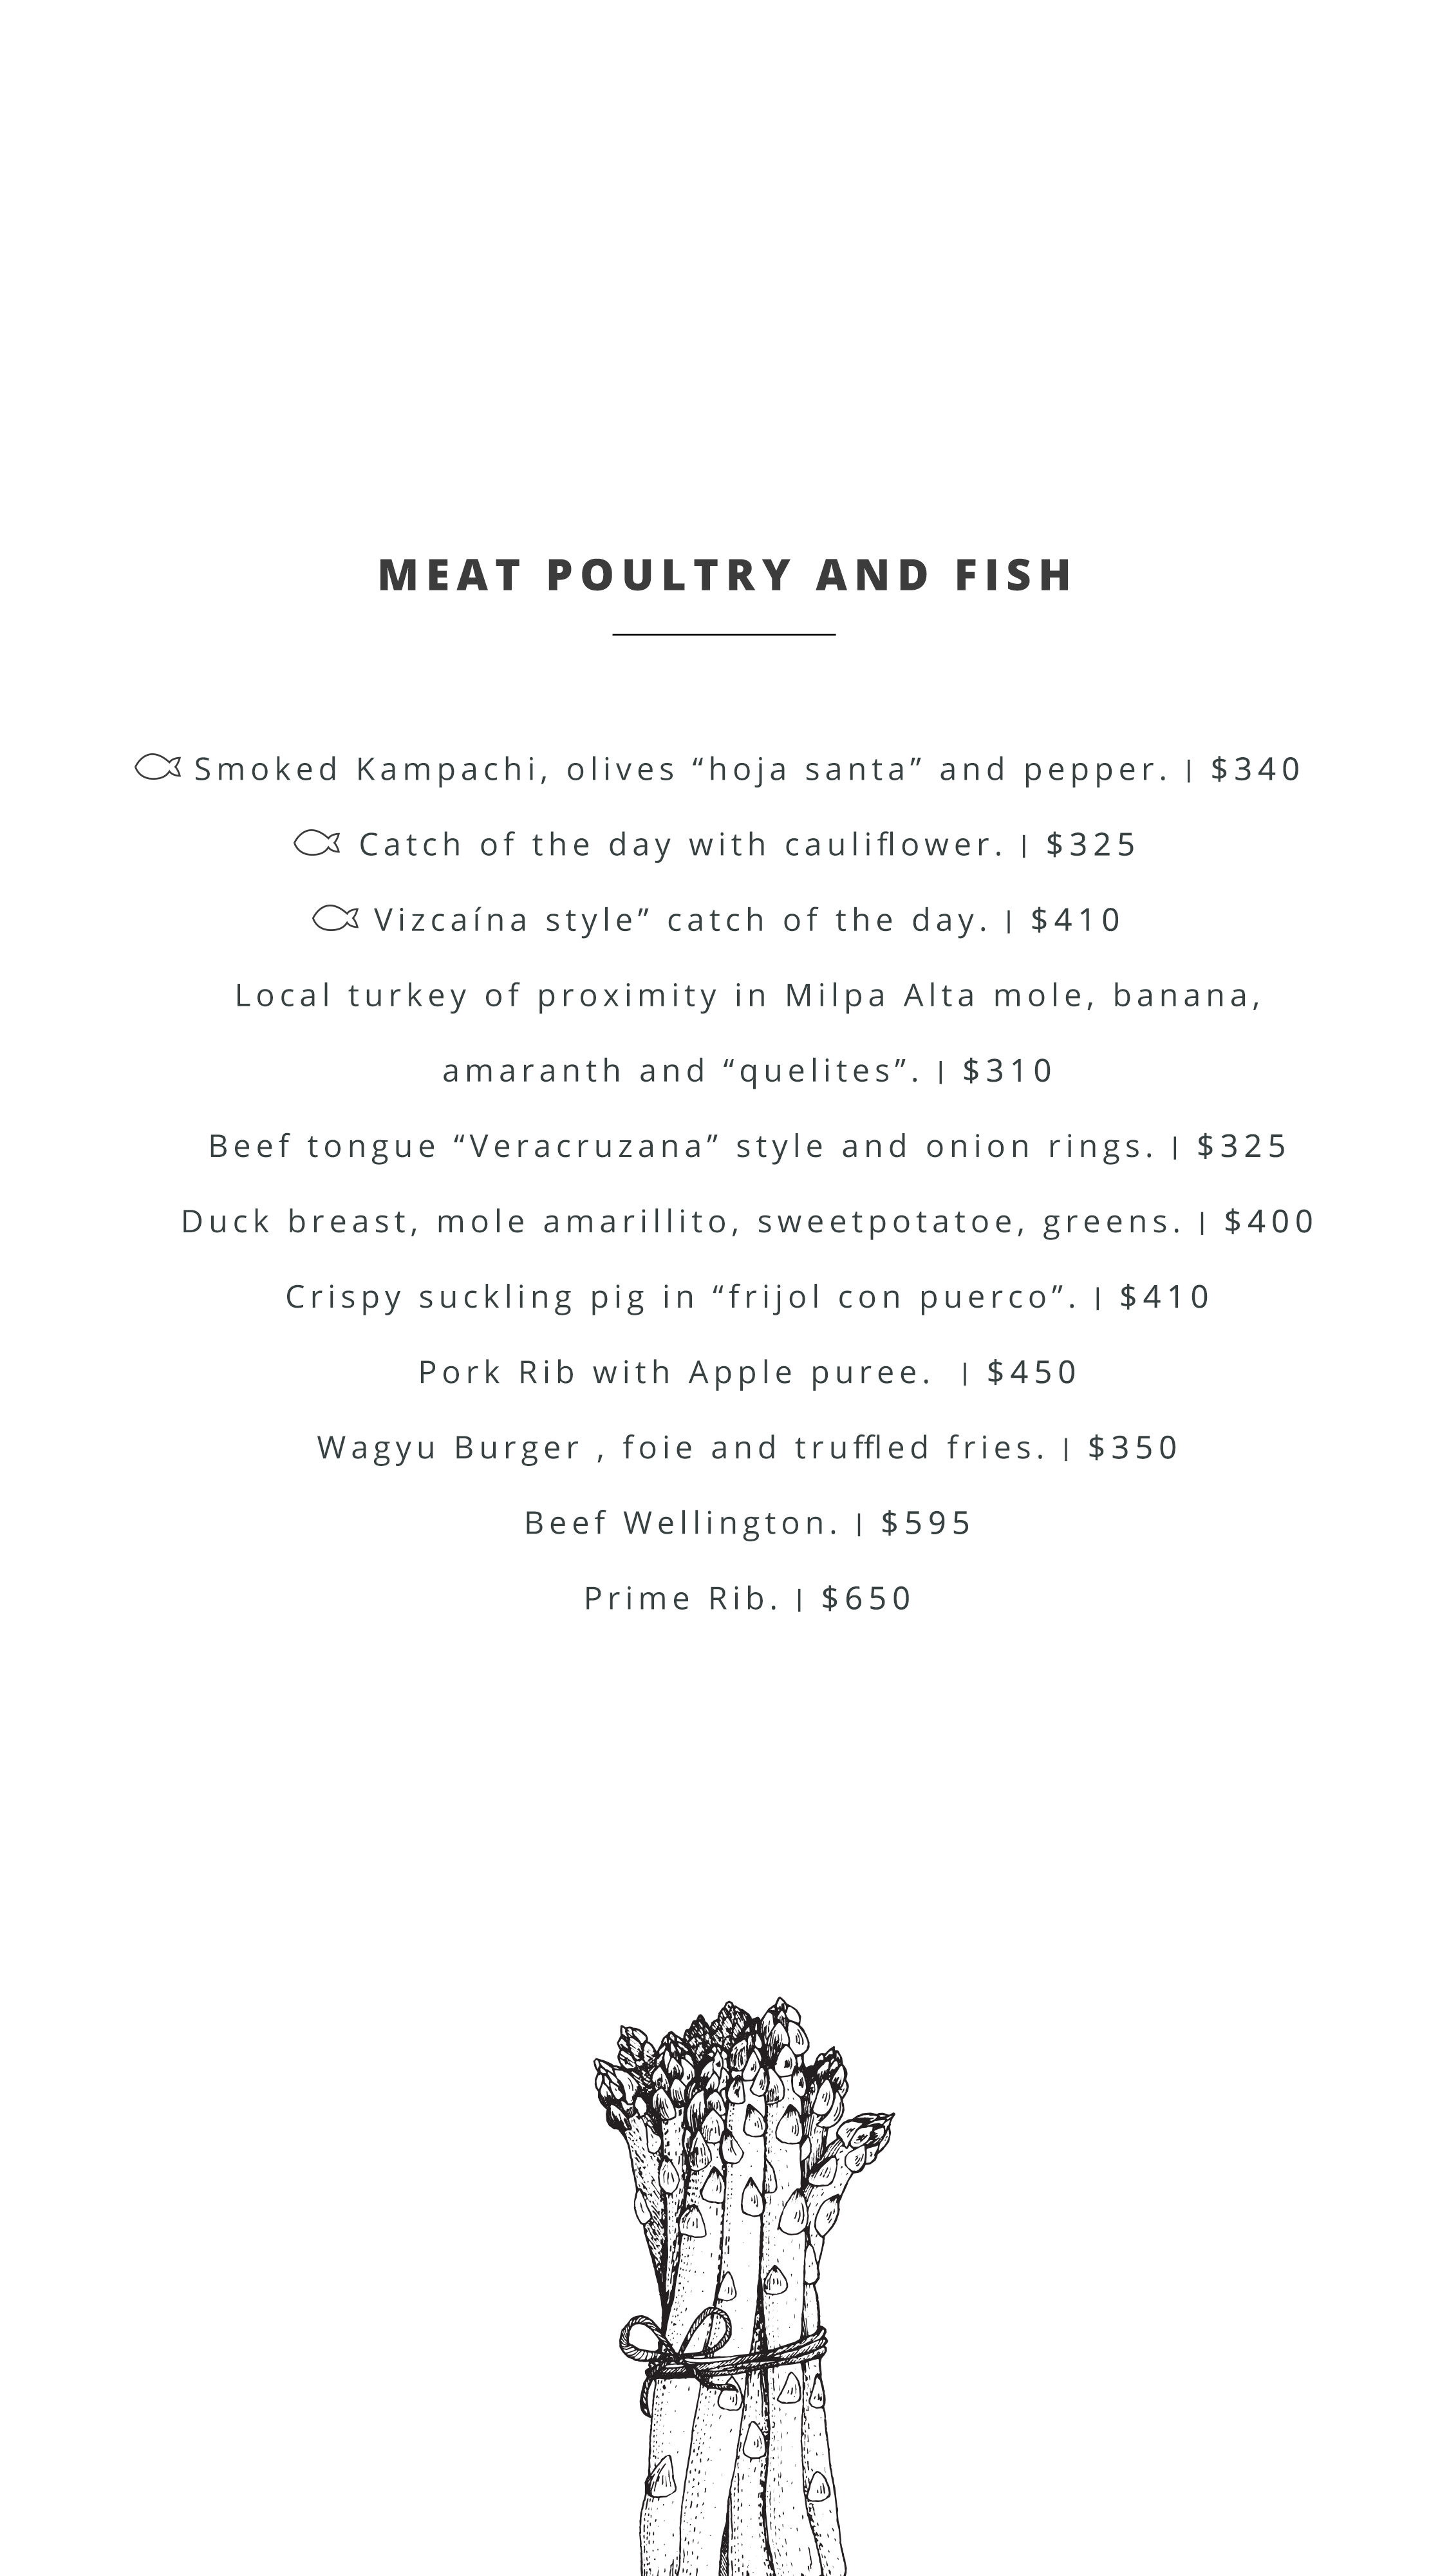 MEAT POULTRY AND FISH
Smoked Kampachi, olives “hoja santa” and pepper. | $340
Catch of the day with cauliflower. | $325
Vizcaína style” catch of the day. | $410
Local turkey of proximity in Milpa Alta mole, banana,
amaranth and “quelites”. | $310
Beef tongue “Veracruzana” style and onion rings. | $325
Duck breast, mole amarillito, sweetpotatoe, greens. | $400
Crispy suckling pig in “frijol con puerco”. | $410
Pork Rib with Apple puree. | $450
Wagyu Burger , foie and truffled fries. | $350
Beef Wellington. | $595
Prime Rib. | $650